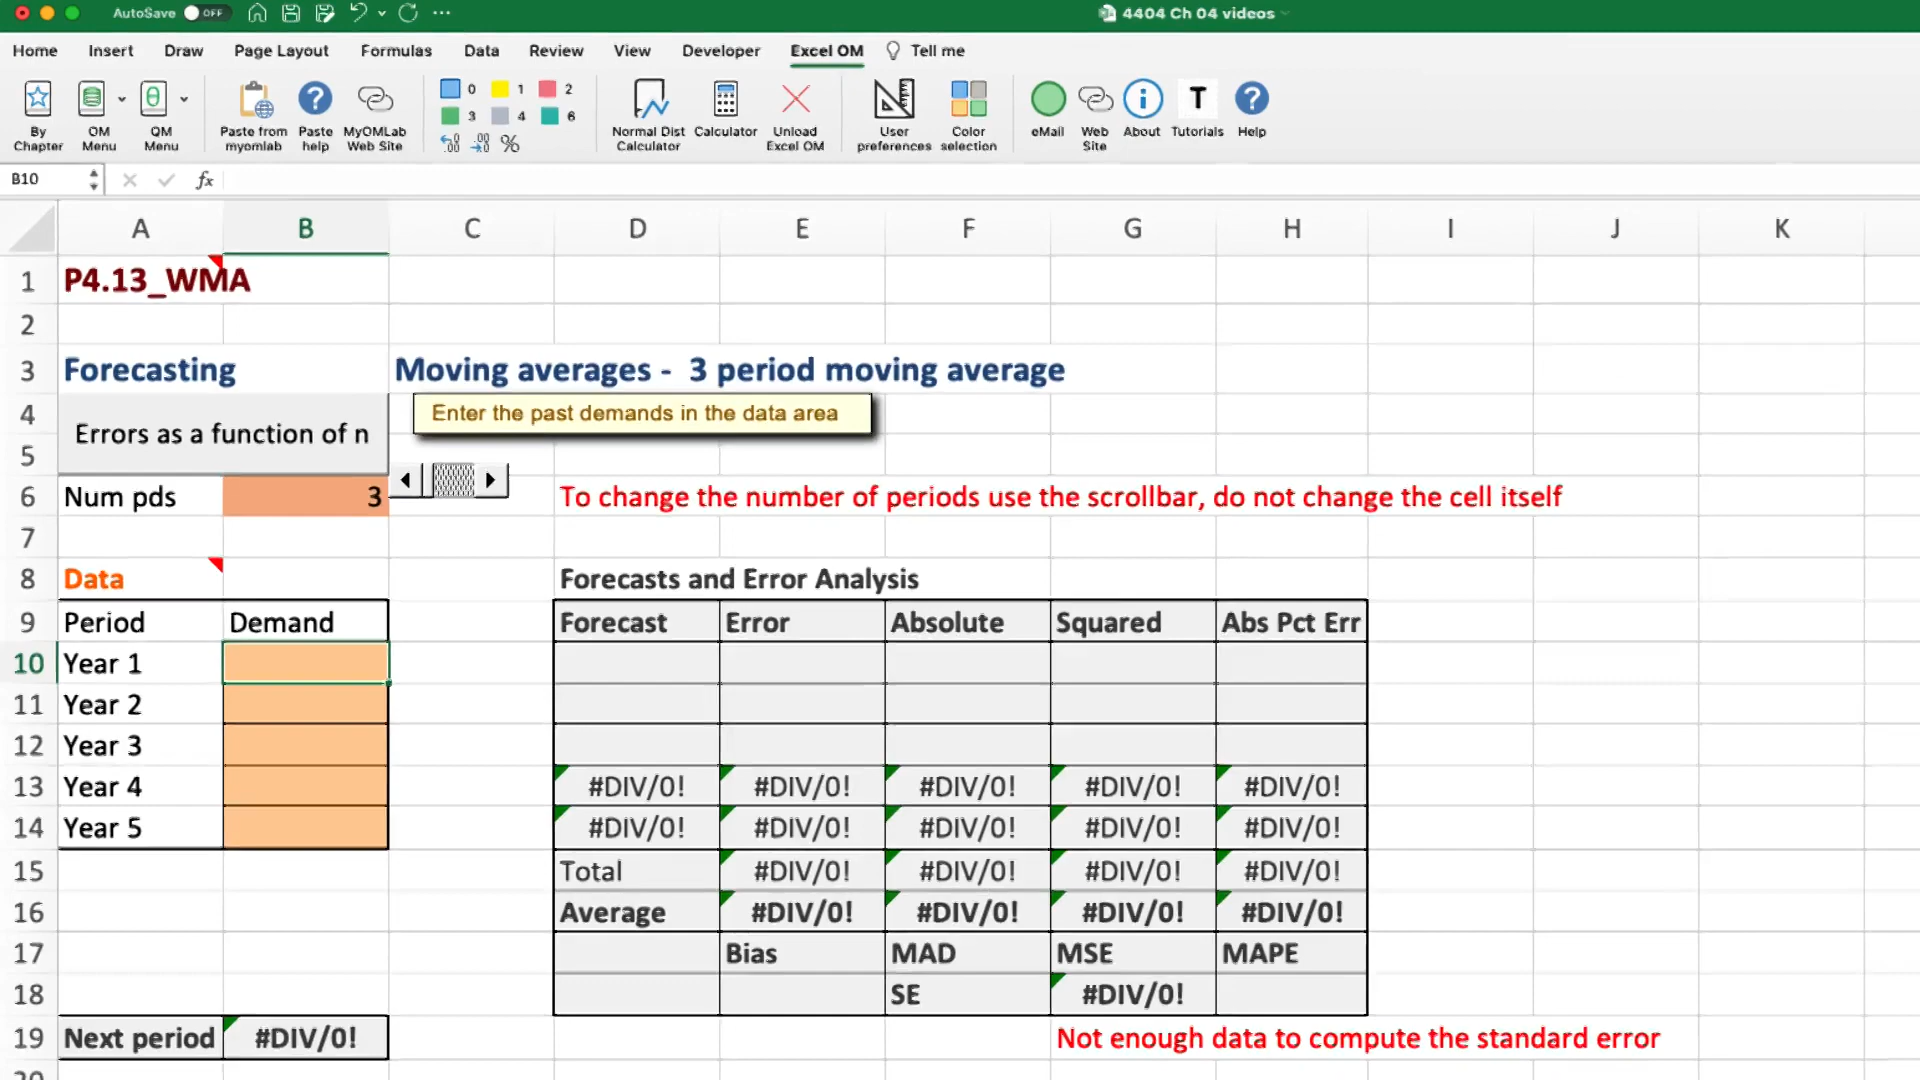 AutoSave OFF 4404 Ch 04 videos
Home Insert Draw Page Layout Formulas Data Review View Developer Excel OM Tell me
0 1 2
3 4 6
By Chapter OM Menu QM Menu Paste from myomlab Paste help MyOMLab Web Site Normal Dist Calculator Calculator Unload Excel OM User preferences Color selection eMail Web Site About Tutorials Help
B10 fx
A B C D E F G H I J K
1 P4.13_WMA
2
3 Forecasting Moving averages - 3 period moving average
4 Enter the past demands in the data area
Errors as a function of n
5
6 Num pds 3 To change the number of periods use the scrollbar, do not change the cell itself
7
8 Data Forecasts and Error Analysis
9 Period Demand Forecast Error Absolute Squared Abs Pct Err
10 Year 1
11 Year 2
12 Year 3
13 Year 4 #DIV/0! #DIV/0! #DIV/0! #DIV/0! #DIV/0!
14 Year 5 #DIV/0! #DIV/0! #DIV/0! #DIV/0! #DIV/0!
15 Total #DIV/0! #DIV/0! #DIV/0! #DIV/0!
16 Average #DIV/0! #DIV/0! #DIV/0! #DIV/0!
17 Bias MAD MSE MAPE
18 SE #DIV/0!
19 Next period #DIV/0! Not enough data to compute the standard error
20